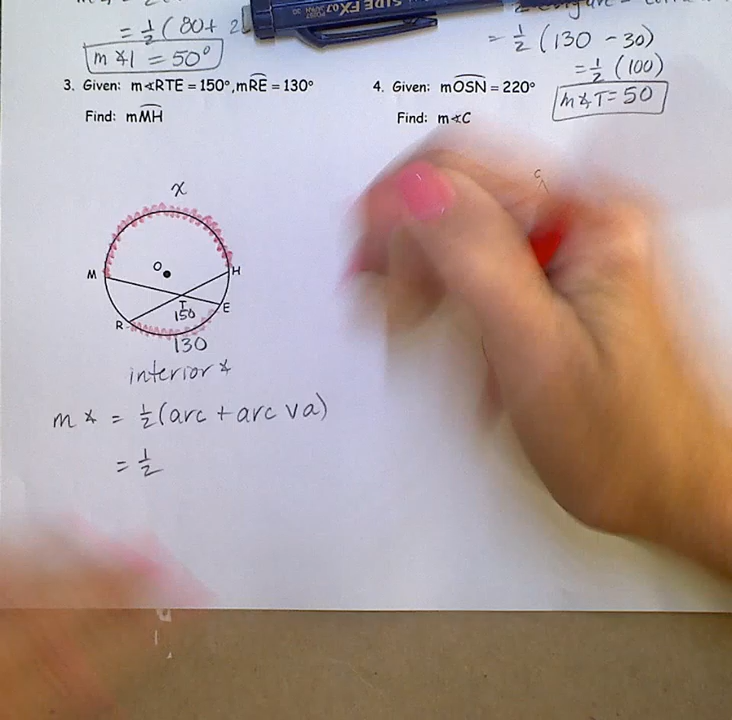 = 1/2 (80+ 2
m∡1 = 50°
= 1/2 (130 - 30)
= 1/2 (100)
m∡T= 50
3. Given: m∢RTE = 150°, mRE = 130°
Find: mMH
4. Given: mOSN = 220°
Find: m∢C
x
M
O
H
T
150
E
R
130
interior ∡
m ∡ = 1/2 (arc + arc va)
= 1/2
C